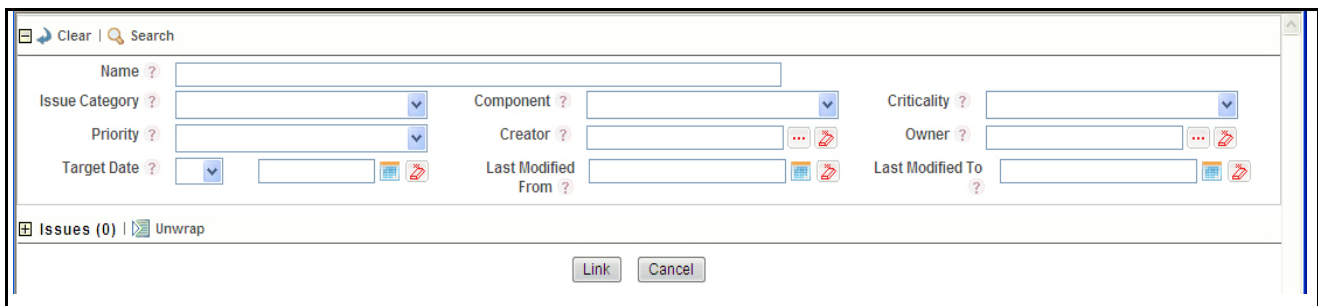 Clear | Search
Name ?
Issue Category ? Component ? Criticality ?
Priority ? Creator ? ... Owner ? ...
Target Date ? Last Modified From ? Last Modified To ?
Issues (0) | Unwrap
Link Cancel